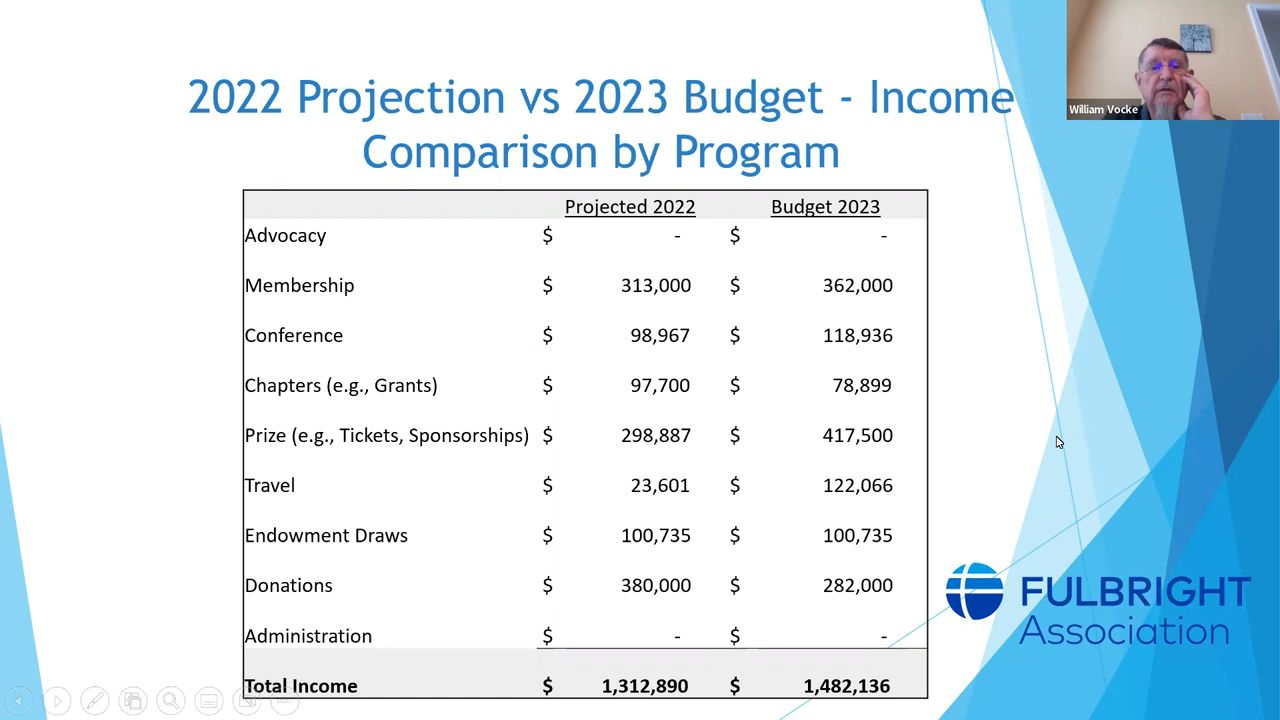 2022 Projection vs 2023 Budget - Income
Comparison by Program
William Vocke
Projected 2022 Budget 2023
Advocacy $ - $ -
Membership $ 313,000 $ 362,000
Conference $ 98,967 $ 118,936
Chapters (e.g., Grants) $ 97,700 $ 78,899
Prize (e.g., Tickets, Sponsorships) $ 298,887 $ 417,500
Travel $ 23,601 $ 122,066
Endowment Draws $ 100,735 $ 100,735
Donations $ 380,000 $ 282,000
Administration $ - $ -
Total Income $ 1,312,890 $ 1,482,136
FULBRIGHT
Association